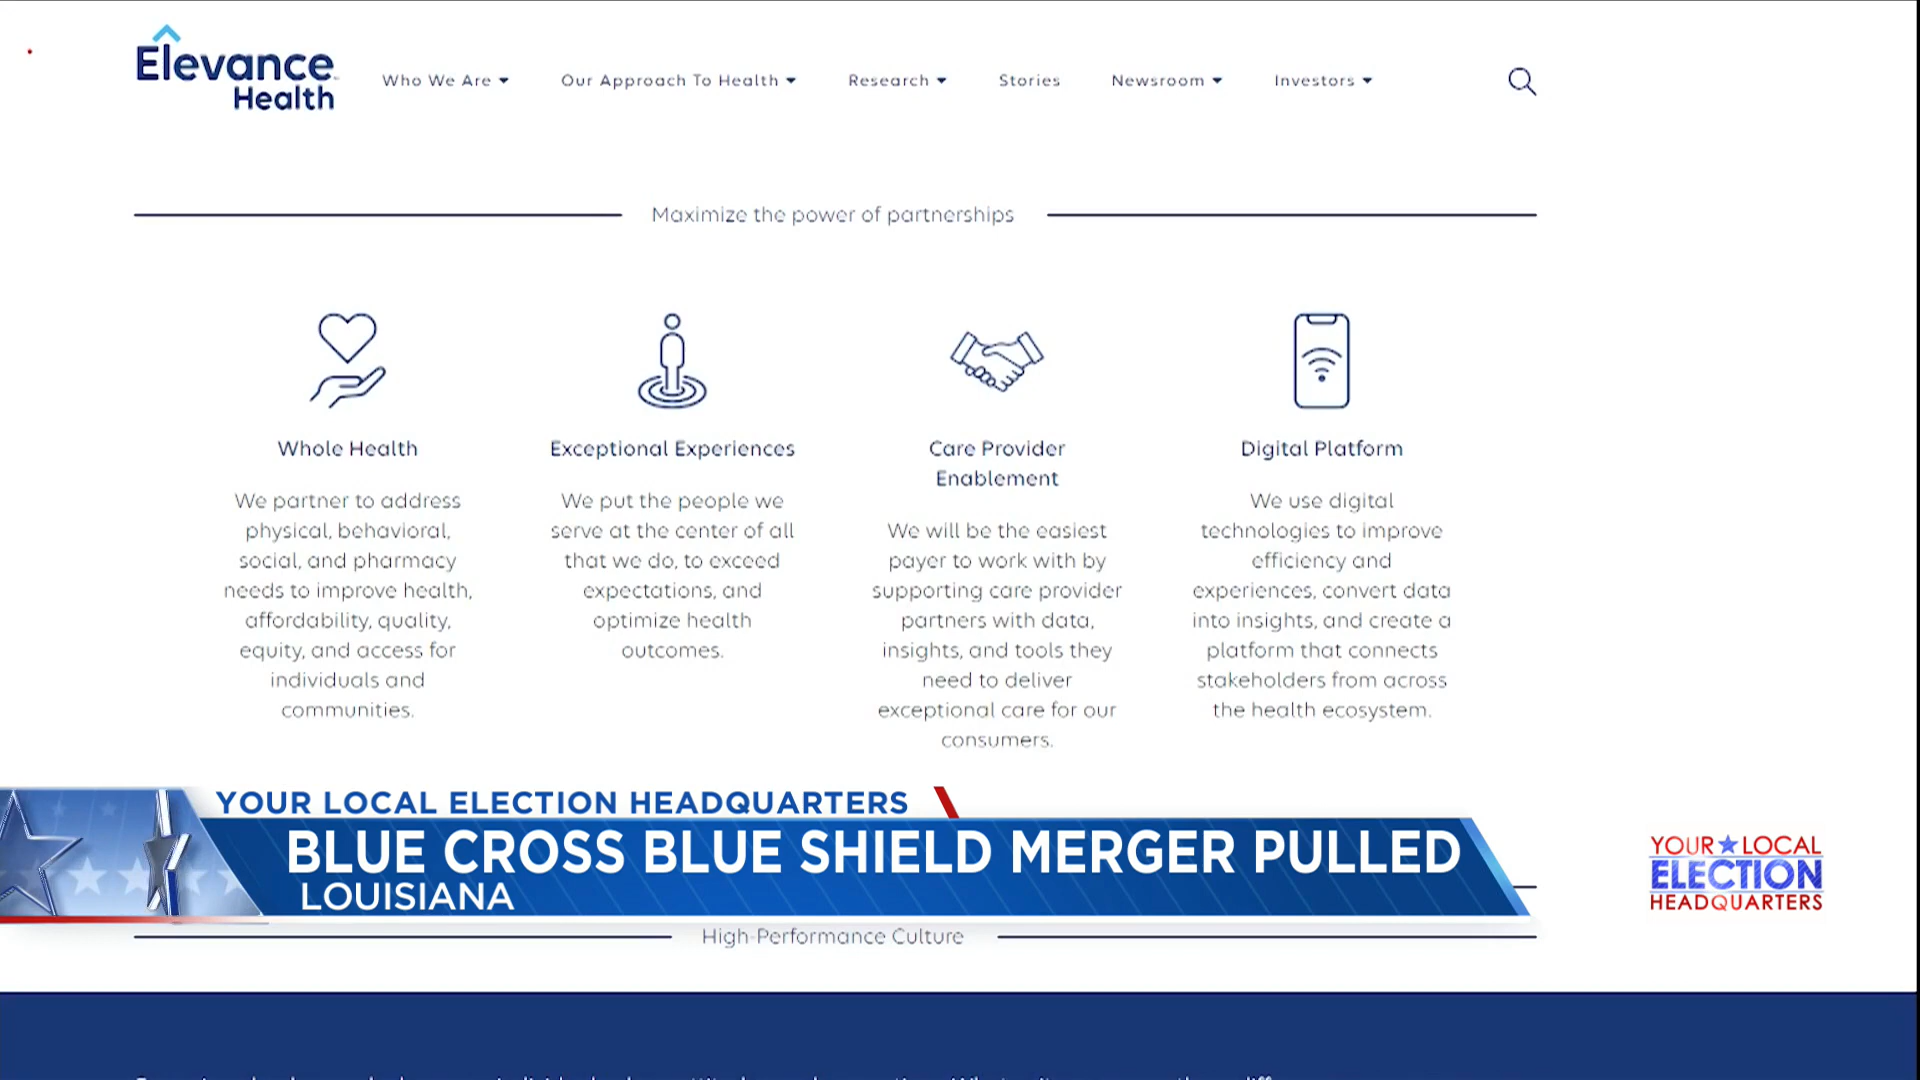 Elevance
Health
Who We Are
Our Approach To Health
Research
Stories
Newsroom
Investors
Maximize the power of partnerships
Whole Health
We partner to address
physical, behavioral,
social, and pharmacy
needs to improve health,
affordability, quality,
equity, and access for
individuals and
communities.
Exceptional Experiences
We put the people we
serve at the center of all
that we do, to exceed
expectations, and
optimize health
outcomes.
Care Provider
Enablement
We will be the easiest
payer to work with by
supporting care provider
partners with data,
insights, and tools they
need to deliver
exceptional care for our
consumers.
Digital Platform
We use digital
technologies to improve
efficiency and
experiences, convert data
into insights, and create a
platform that connects
stakeholders from across
the health ecosystem.
YOUR LOCAL ELECTION HEADQUARTERS
BLUE CROSS BLUE SHIELD MERGER PULLED
LOUISIANA
YOUR LOCAL
ELECTION
HEADQUARTERS
High-Performance Culture